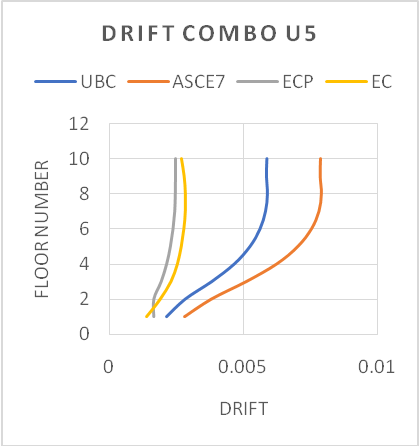 DRIFT COMBO U5
UBC ASCE7 ECP EC
12
10
8
6
4
2
0
FLOOR NUMBER
0 0.005 0.01
DRIFT